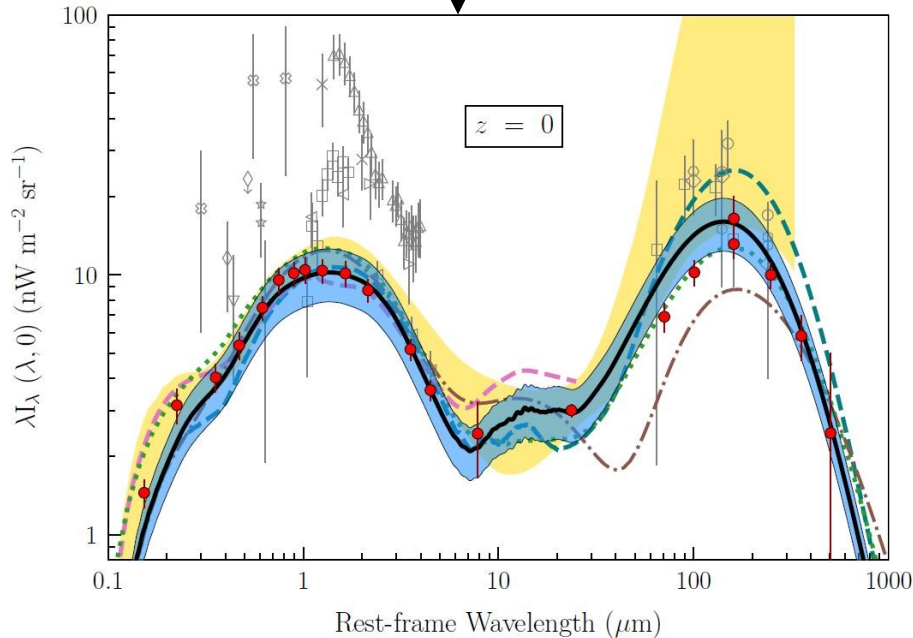 100
z = 0
10
1
λI_λ (λ, 0) (nW m⁻² sr⁻¹)
0.1 1 10 100 1000
Rest-frame Wavelength (μm)